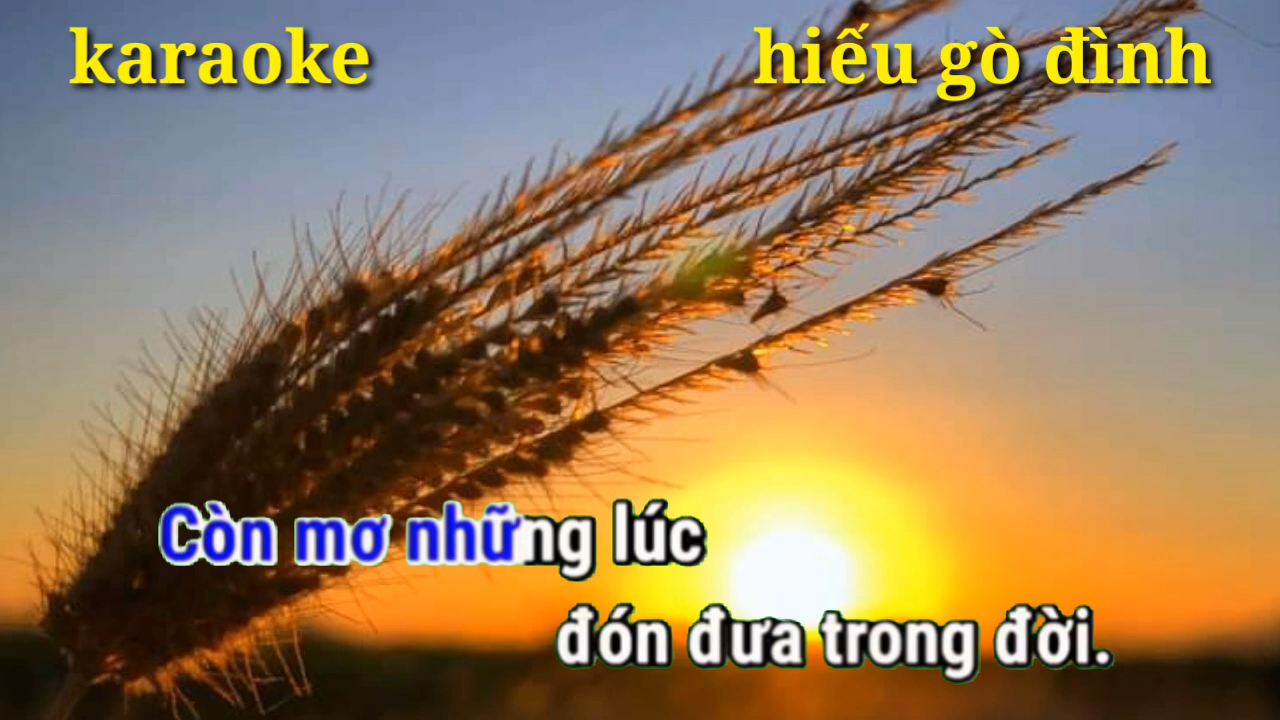 karaoke
hiếu gò đình
Còn mơ những lúc
đón đưa trong đời.